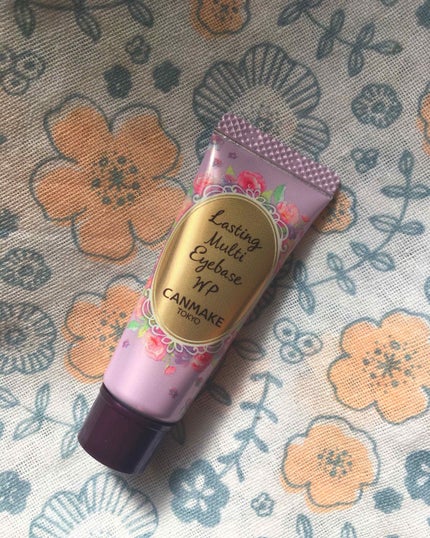 Lasting
Multi
Eyebase
WP
CANMAKE
TOKYO